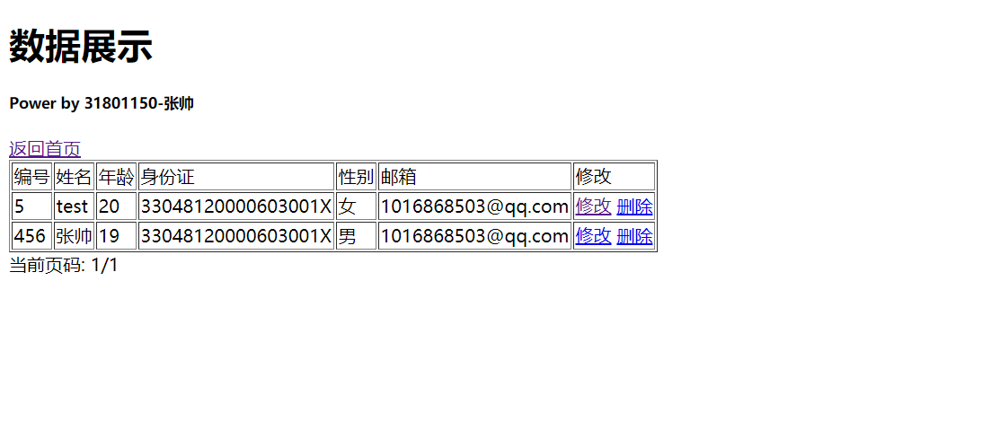 数据展示
Power by 31801150-张帅
返回首页
编号 姓名 年龄 身份证 性别 邮箱 修改
5 test 20 33048120000603001X 女 1016868503@qq.com 修改 删除
456 张帅 19 33048120000603001X 男 1016868503@qq.com 修改 删除
当前页码: 1/1